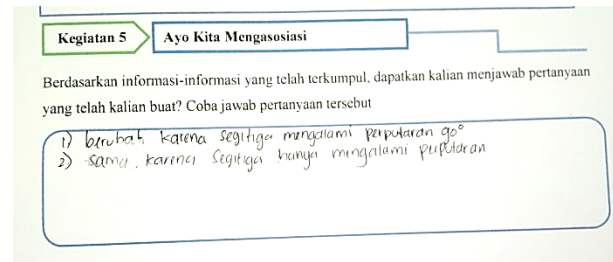 Kegiatan 5
Ayo Kita Mengasosiasi
Berdasarkan informasi-informasi yang telah terkumpul, dapatkan kalian menjawab pertanyaan
yang telah kalian buat? Coba jawab pertanyaan tersebut
1) berubah karena segitiga mengalami perputaran 90°
2) sama, karena segitiga hanya mengalami perputaran